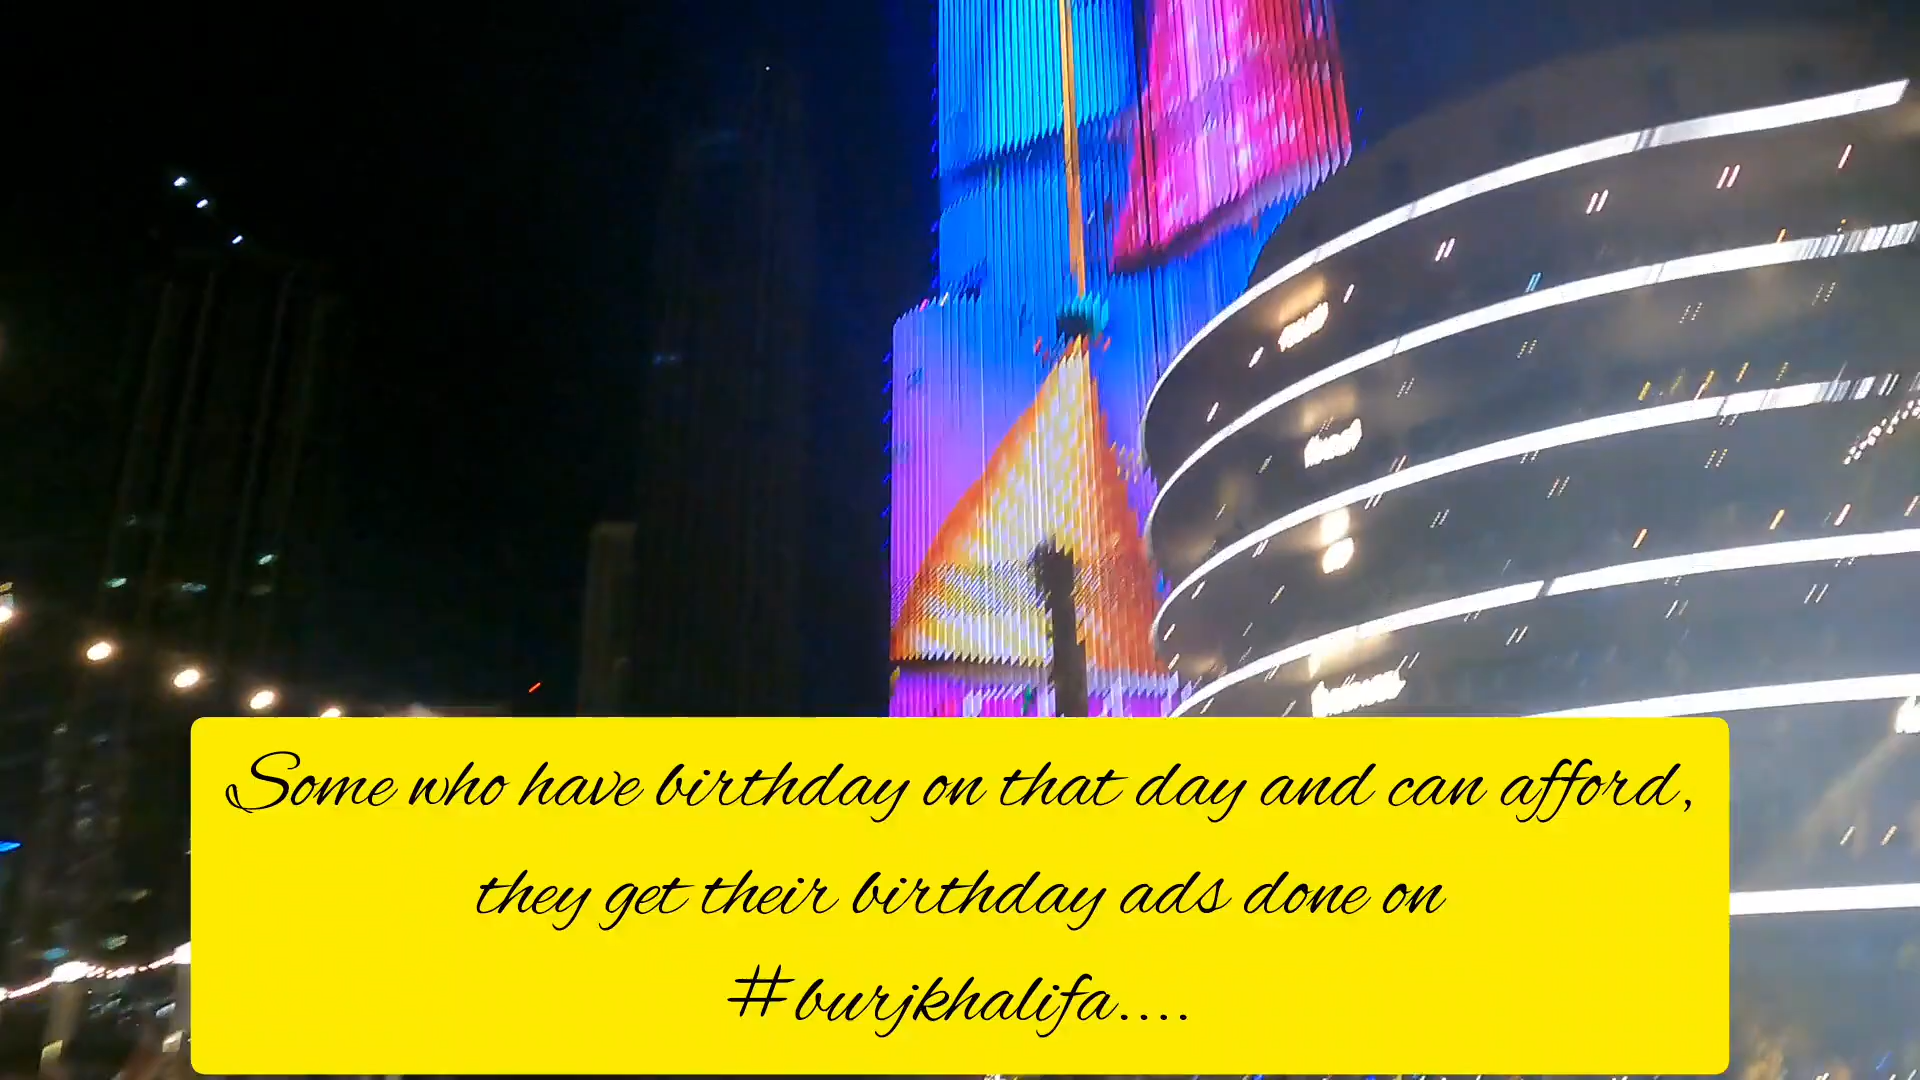 Some who have birthday on that day and can afford,
they get their birthday ads done on
#burjkhalifa....